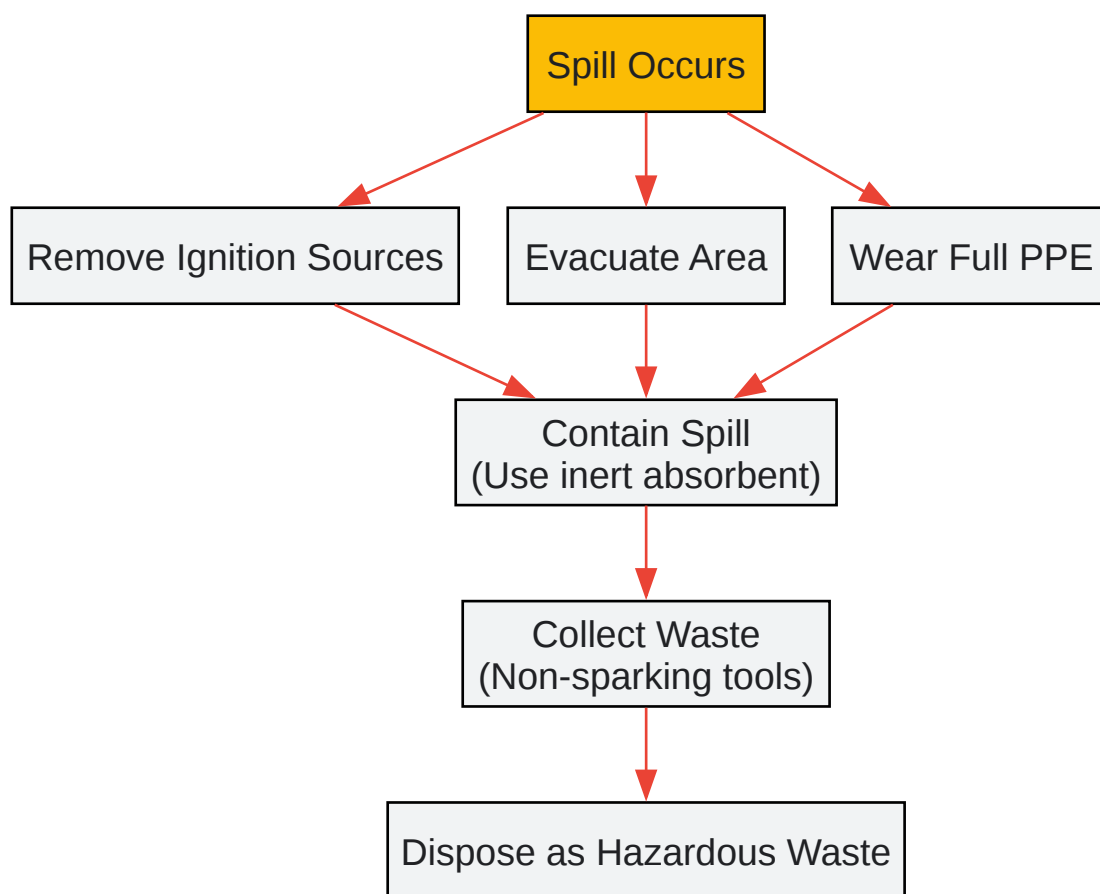 Spill Occurs
Remove Ignition Sources
Evacuate Area
Wear Full PPE
Contain Spill
(Use inert absorbent)
Collect Waste
(Non-sparking tools)
Dispose as Hazardous Waste